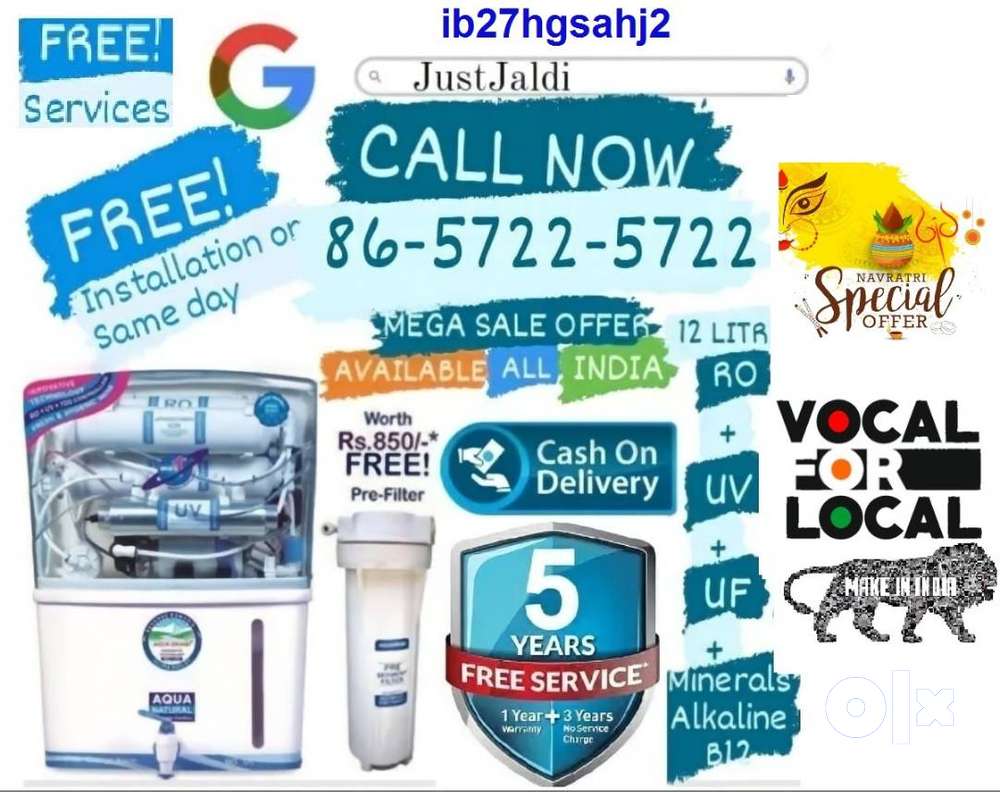 ib27hgsahj2
FREE!
Services
G
JustJaldi
CALL NOW
86-5722-5722
FREE!
Installation or
Same day
NAVRATRI
Special
OFFER
MEGA SALE OFFER
AVAILABLE ALL INDIA
12 LITR
RO
+
UV
+
UF
+
Minerals
Alkaline
B12
Worth
Rs.850/-*
FREE!
Pre-Filter
Cash On
Delivery
5
YEARS
FREE SERVICE*
1 Year + 3 Years
Warranty No Service
Charge
VOCAL
FOR
LOCAL
MAKE IN INDIA
olx
INNOVATIVE
TECHNOLOGY
RO
UV
AQUA
NATURAL